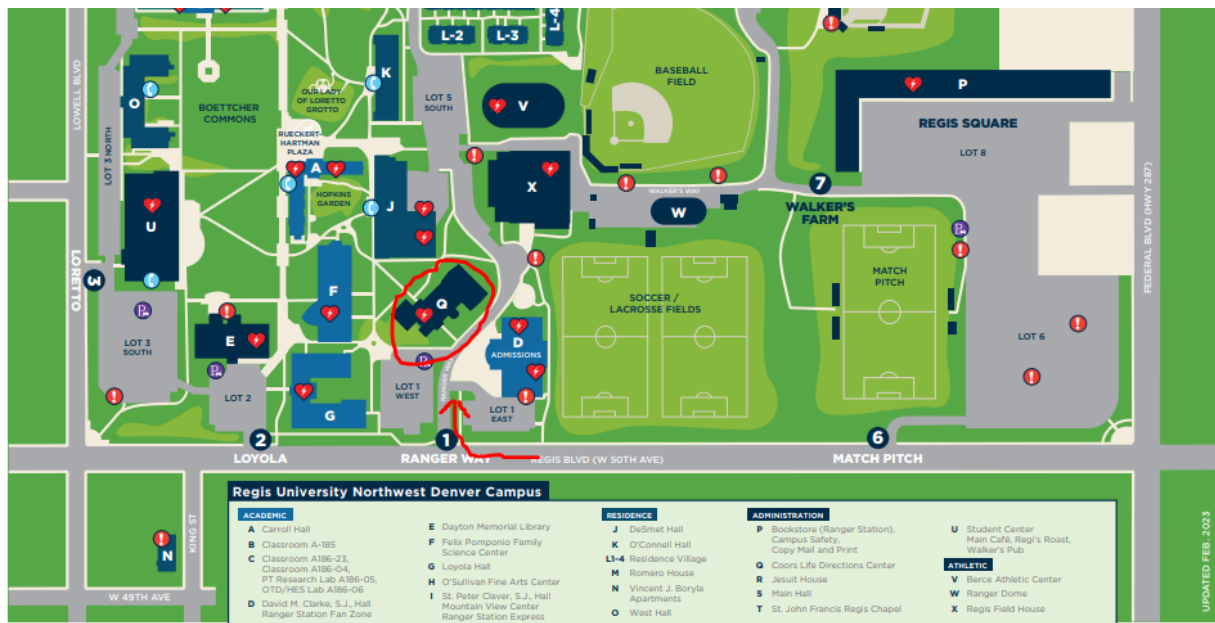 L-2
L-3
L-4
K
O
LOWELL BLVD
LOT 3 NORTH
BOETTCHER
COMMONS
OUR LADY
OF LORETTO
GROTTO
LOT 5
SOUTH
V
BASEBALL
FIELD
P
REGIS SQUARE
LOT 8
RUECKERT-
HARTMAN
PLAZA
A
HOPKINS
GARDEN
J
X
WALKER'S WAY
W
7
WALKER'S
FARM
FEDERAL BLVD (HWY 287)
U
LORETTO
3
F
Q
SOCCER /
LACROSSE FIELDS
MATCH
PITCH
LOT 6
E
LOT 3
SOUTH
D
ADMISSIONS
LOT 2
G
LOT 1
WEST
RANGER WAY
LOT 1
EAST
2
LOYOLA
1
RANGER WAY
REGIS BLVD (W 50TH AVE)
6
MATCH PITCH
N
KING ST
W 49TH AVE
UPDATED FEB. 2023
Regis University Northwest Denver Campus
ACADEMIC
A Carroll Hall
B Classroom A-185
C Classroom A186-23,
Classroom A186-04,
PT Research Lab A186-05,
OTD/HES Lab A186-06
D David M. Clarke, S.J., Hall
Ranger Station Fan Zone
E Dayton Memorial Library
F Felix Pomponio Family
Science Center
G Loyola Hall
H O'Sullivan Fine Arts Center
I St. Peter Claver, S.J., Hall
Mountain View Center
Ranger Station Express
RESIDENCE
J DeSmet Hall
K O'Connell Hall
L1-4 Residence Village
M Romero House
N Vincent J. Boryla
Apartments
O West Hall
ADMINISTRATION
P Bookstore (Ranger Station),
Campus Safety,
Copy Mail and Print
Q Coors Life Directions Center
R Jesuit House
S Main Hall
T St. John Francis Regis Chapel
U Student Center
Main Café, Regi's Roast,
Walker's Pub
ATHLETIC
V Berce Athletic Center
W Ranger Dome
X Regis Field House